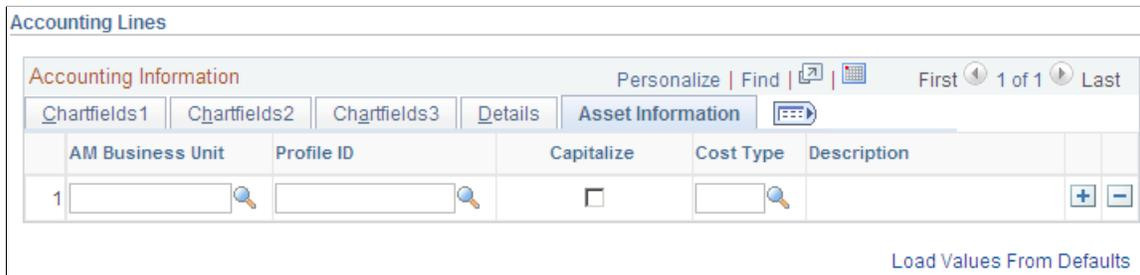 Accounting Lines
Accounting Information Personalize | Find | | First 1 of 1 Last
Chartfields1 Chartfields2 Chartfields3 Details Asset Information
AM Business Unit Profile ID Capitalize Cost Type Description
1
Load Values From Defaults